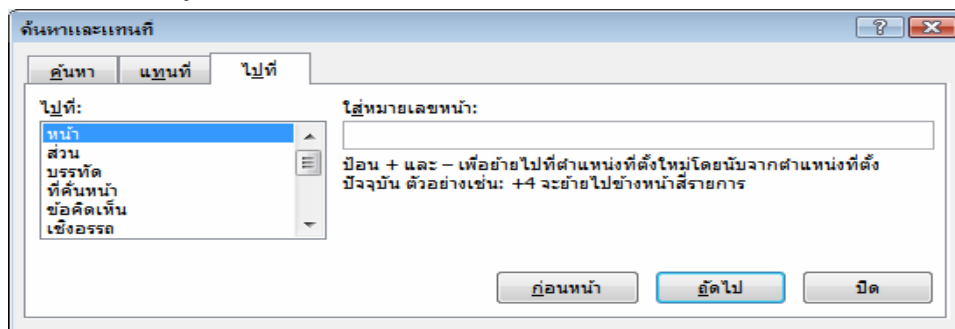 ค้นหาและแทนที่
ค้นหา แทนที่ ไปที่
ไปที่:
หน้า
ส่วน
บรรทัด
ที่คั่นหน้า
ข้อคิดเห็น
เชิงอรรถ
ใส่หมายเลขหน้า:
ป้อน + และ – เพื่อย้ายไปที่ตำแหน่งที่ตั้งใหม่โดยนับจากตำแหน่งที่ตั้ง
ปัจจุบัน ตัวอย่างเช่น: +4 จะย้ายไปข้างหน้าสี่รายการ
ก่อนหน้า ถัดไป ปิด